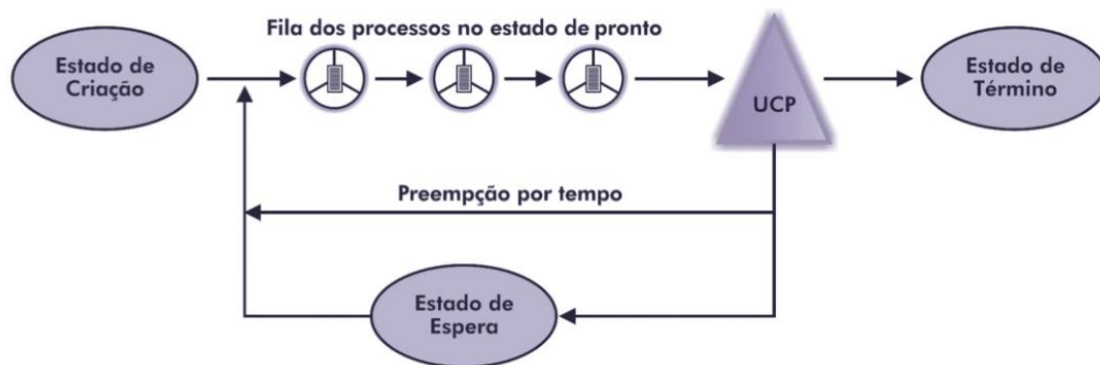 Fila dos processos no estado de pronto
Estado de
Criação
UCP
Estado de
Término
Preempção por tempo
Estado de
Espera